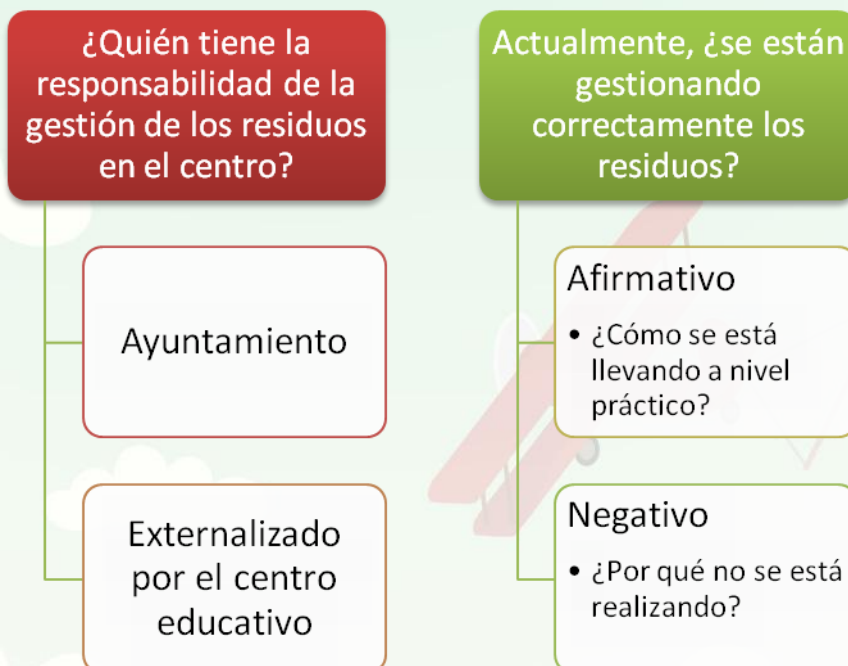 ¿Quién tiene la
responsabilidad de la
gestión de los residuos
en el centro?
Ayuntamiento
Externalizado
por el centro
educativo
Actualmente, ¿se están
gestionando
correctamente los
residuos?
Afirmativo
• ¿Cómo se está
llevando a nivel
práctico?
Negativo
• ¿Por qué no se está
realizando?